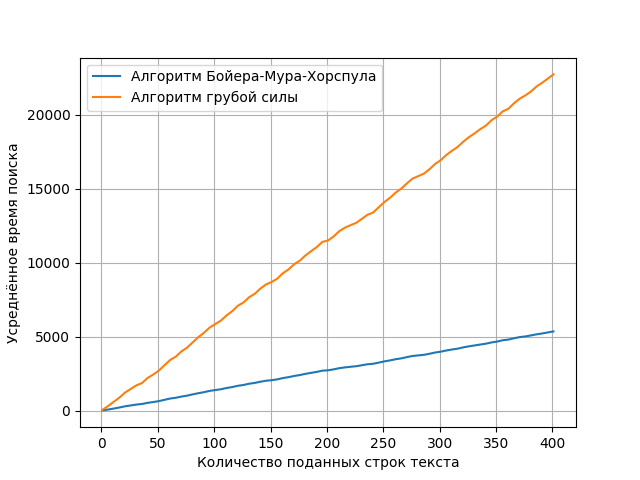 Алгоритм Бойера-Мура-Хорспула
Алгоритм грубой силы
Усреднённое время поиска
20000
15000
10000
5000
0
0 50 100 150 200 250 300 350 400
Количество поданных строк текста